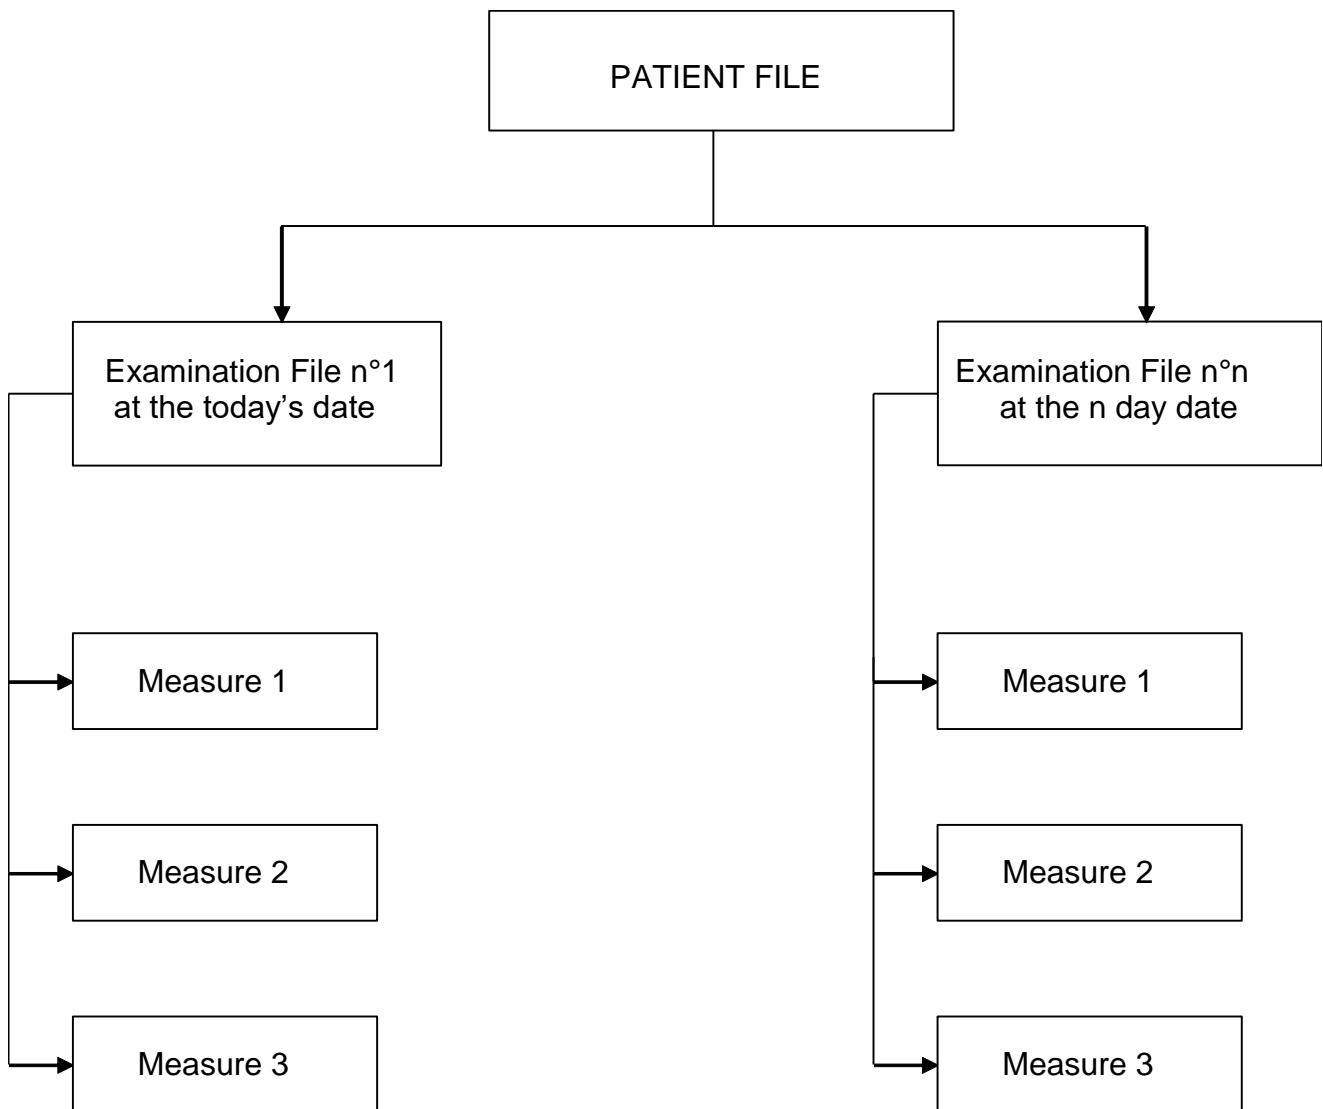 PATIENT FILE
Examination File n°1
at the today’s date
Measure 1
Measure 2
Measure 3
Examination File n°n
at the n day date
Measure 1
Measure 2
Measure 3